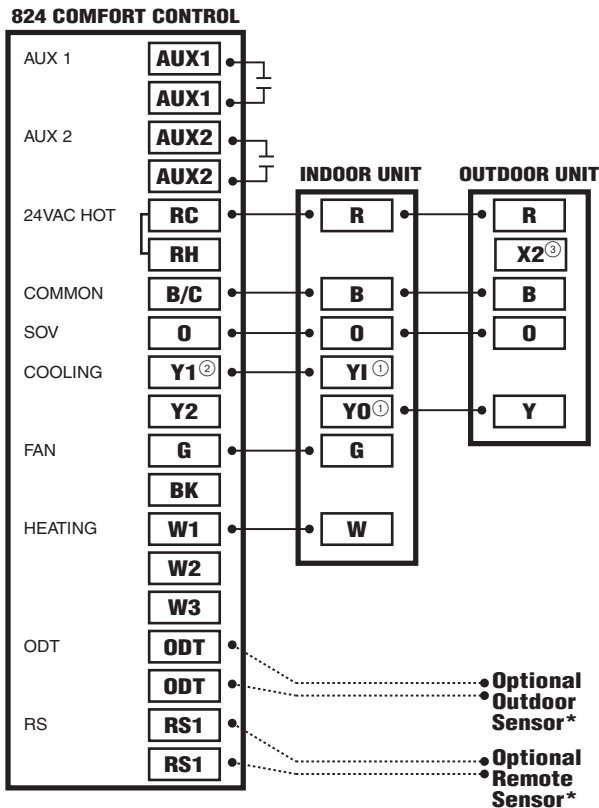 824 COMFORT CONTROL
AUX 1 AUX1
AUX1
AUX 2 AUX2
AUX2
INDOOR UNIT OUTDOOR UNIT
24VAC HOT RC R R
RH X2③
COMMON B/C B B
SOV O O O
COOLING Y1② YI①
Y2 YO① Y
FAN G G
BK
HEATING W1 W
W2
W3
ODT ODT
ODT
Optional
Outdoor
Sensor*
RS RS1
RS1
Optional
Remote
Sensor*